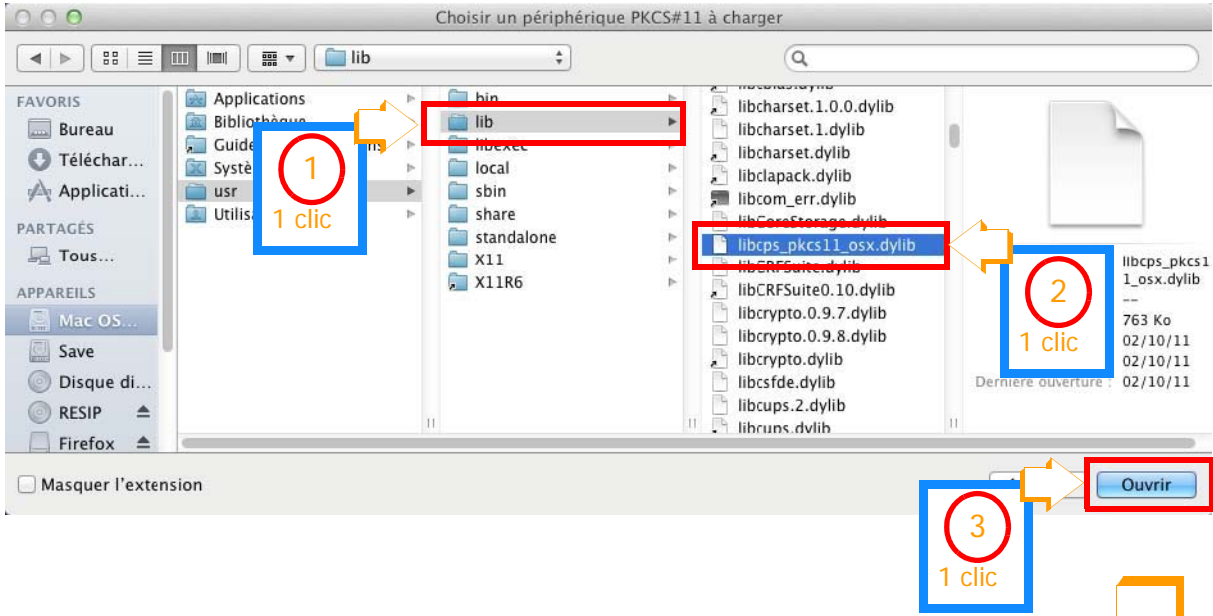 Choisir un périphérique PKCS#11 à charger
lib
FAVORIS
Bureau
Téléchar...
Applicati...
PARTAGÉS
Tous...
APPAREILS
Mac OS...
Save
Disque di...
RESIP
Firefox
Applications
Bibliothèque
Guide
ns
Systè
usr
Utilis
1
1 clic
bin
lib
libexec
local
sbin
share
standalone
X11
X11R6
libcharset.1.0.0.dylib
libcharset.1.dylib
libcharset.dylib
libclapack.dylib
libcom_err.dylib
libCoreStorage.dylib
libcps_pkcs11_osx.dylib
libCRFSuite.dylib
libCRFSuite0.10.dylib
libcrypto.0.9.7.dylib
libcrypto.0.9.8.dylib
libcrypto.dylib
libcsfde.dylib
libcups.2.dylib
libcups.dylib
2
1 clic
libcps_pkcs1
1_osx.dylib
--
763 Ko
02/10/11
02/10/11
Dernière ouverture : 02/10/11
Masquer l'extension
Ouvrir
3
1 clic